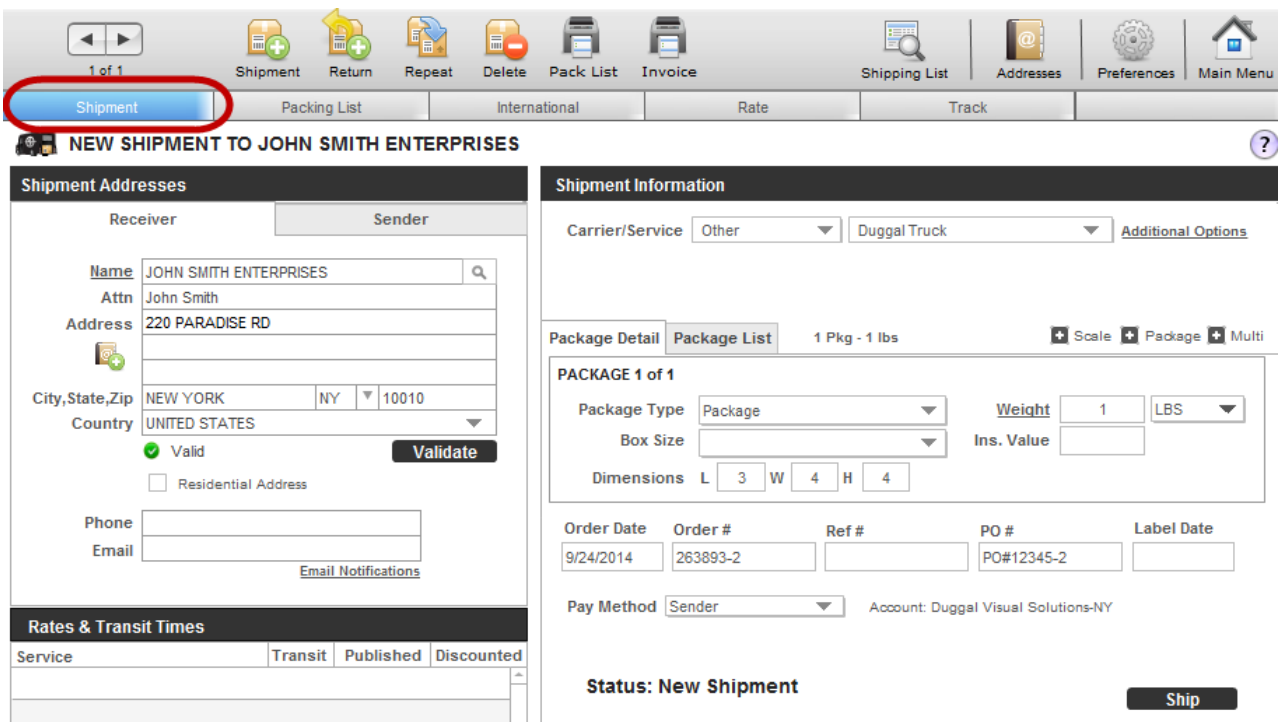 1 of 1
Shipment Return Repeat Delete Pack List Invoice Shipping List Addresses Preferences Main Menu
Shipment Packing List International Rate Track
NEW SHIPMENT TO JOHN SMITH ENTERPRISES ?
Shipment Addresses
Receiver Sender
Name JOHN SMITH ENTERPRISES
Attn John Smith
Address 220 PARADISE RD
City,State,Zip NEW YORK NY 10010
Country UNITED STATES
Valid Validate
Residential Address
Phone
Email
Email Notifications
Rates & Transit Times
Service Transit Published Discounted
Shipment Information
Carrier/Service Other Duggal Truck Additional Options
Package Detail Package List 1 Pkg - 1 lbs Scale Package Multi
PACKAGE 1 of 1
Package Type Package Weight 1 LBS
Box Size Ins. Value
Dimensions L 3 W 4 H 4
Order Date Order # Ref # PO # Label Date
9/24/2014 263893-2 PO#12345-2
Pay Method Sender Account: Duggal Visual Solutions-NY
Status: New Shipment
Ship